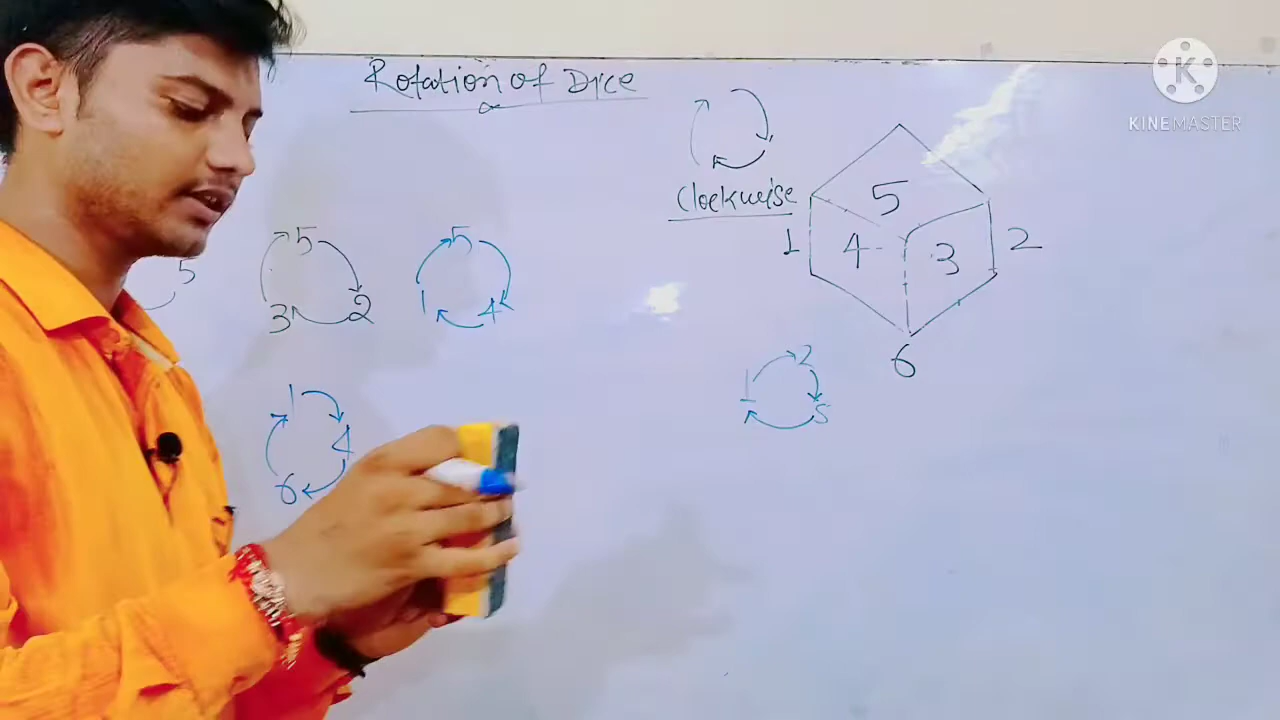 Rotation of Dice
Clockwise
K
KINEMASTER
5
1 4 3 2
6
5
5
3 2
5
1 4
1
4
6
2
1 5